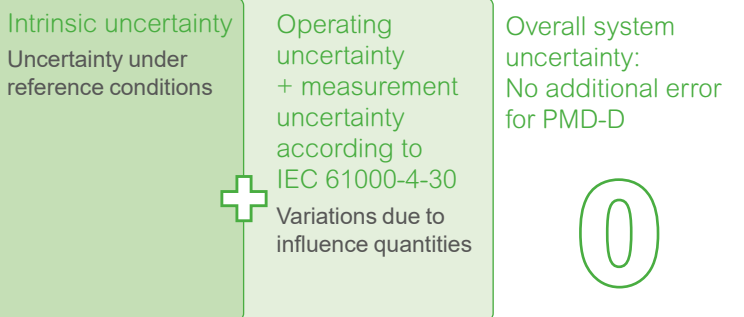 Intrinsic uncertainty
Uncertainty under
reference conditions
+
Operating
uncertainty
+ measurement
uncertainty
according to
IEC 61000-4-30
Variations due to
influence quantities
Overall system
uncertainty:
No additional error
for PMD-D
0